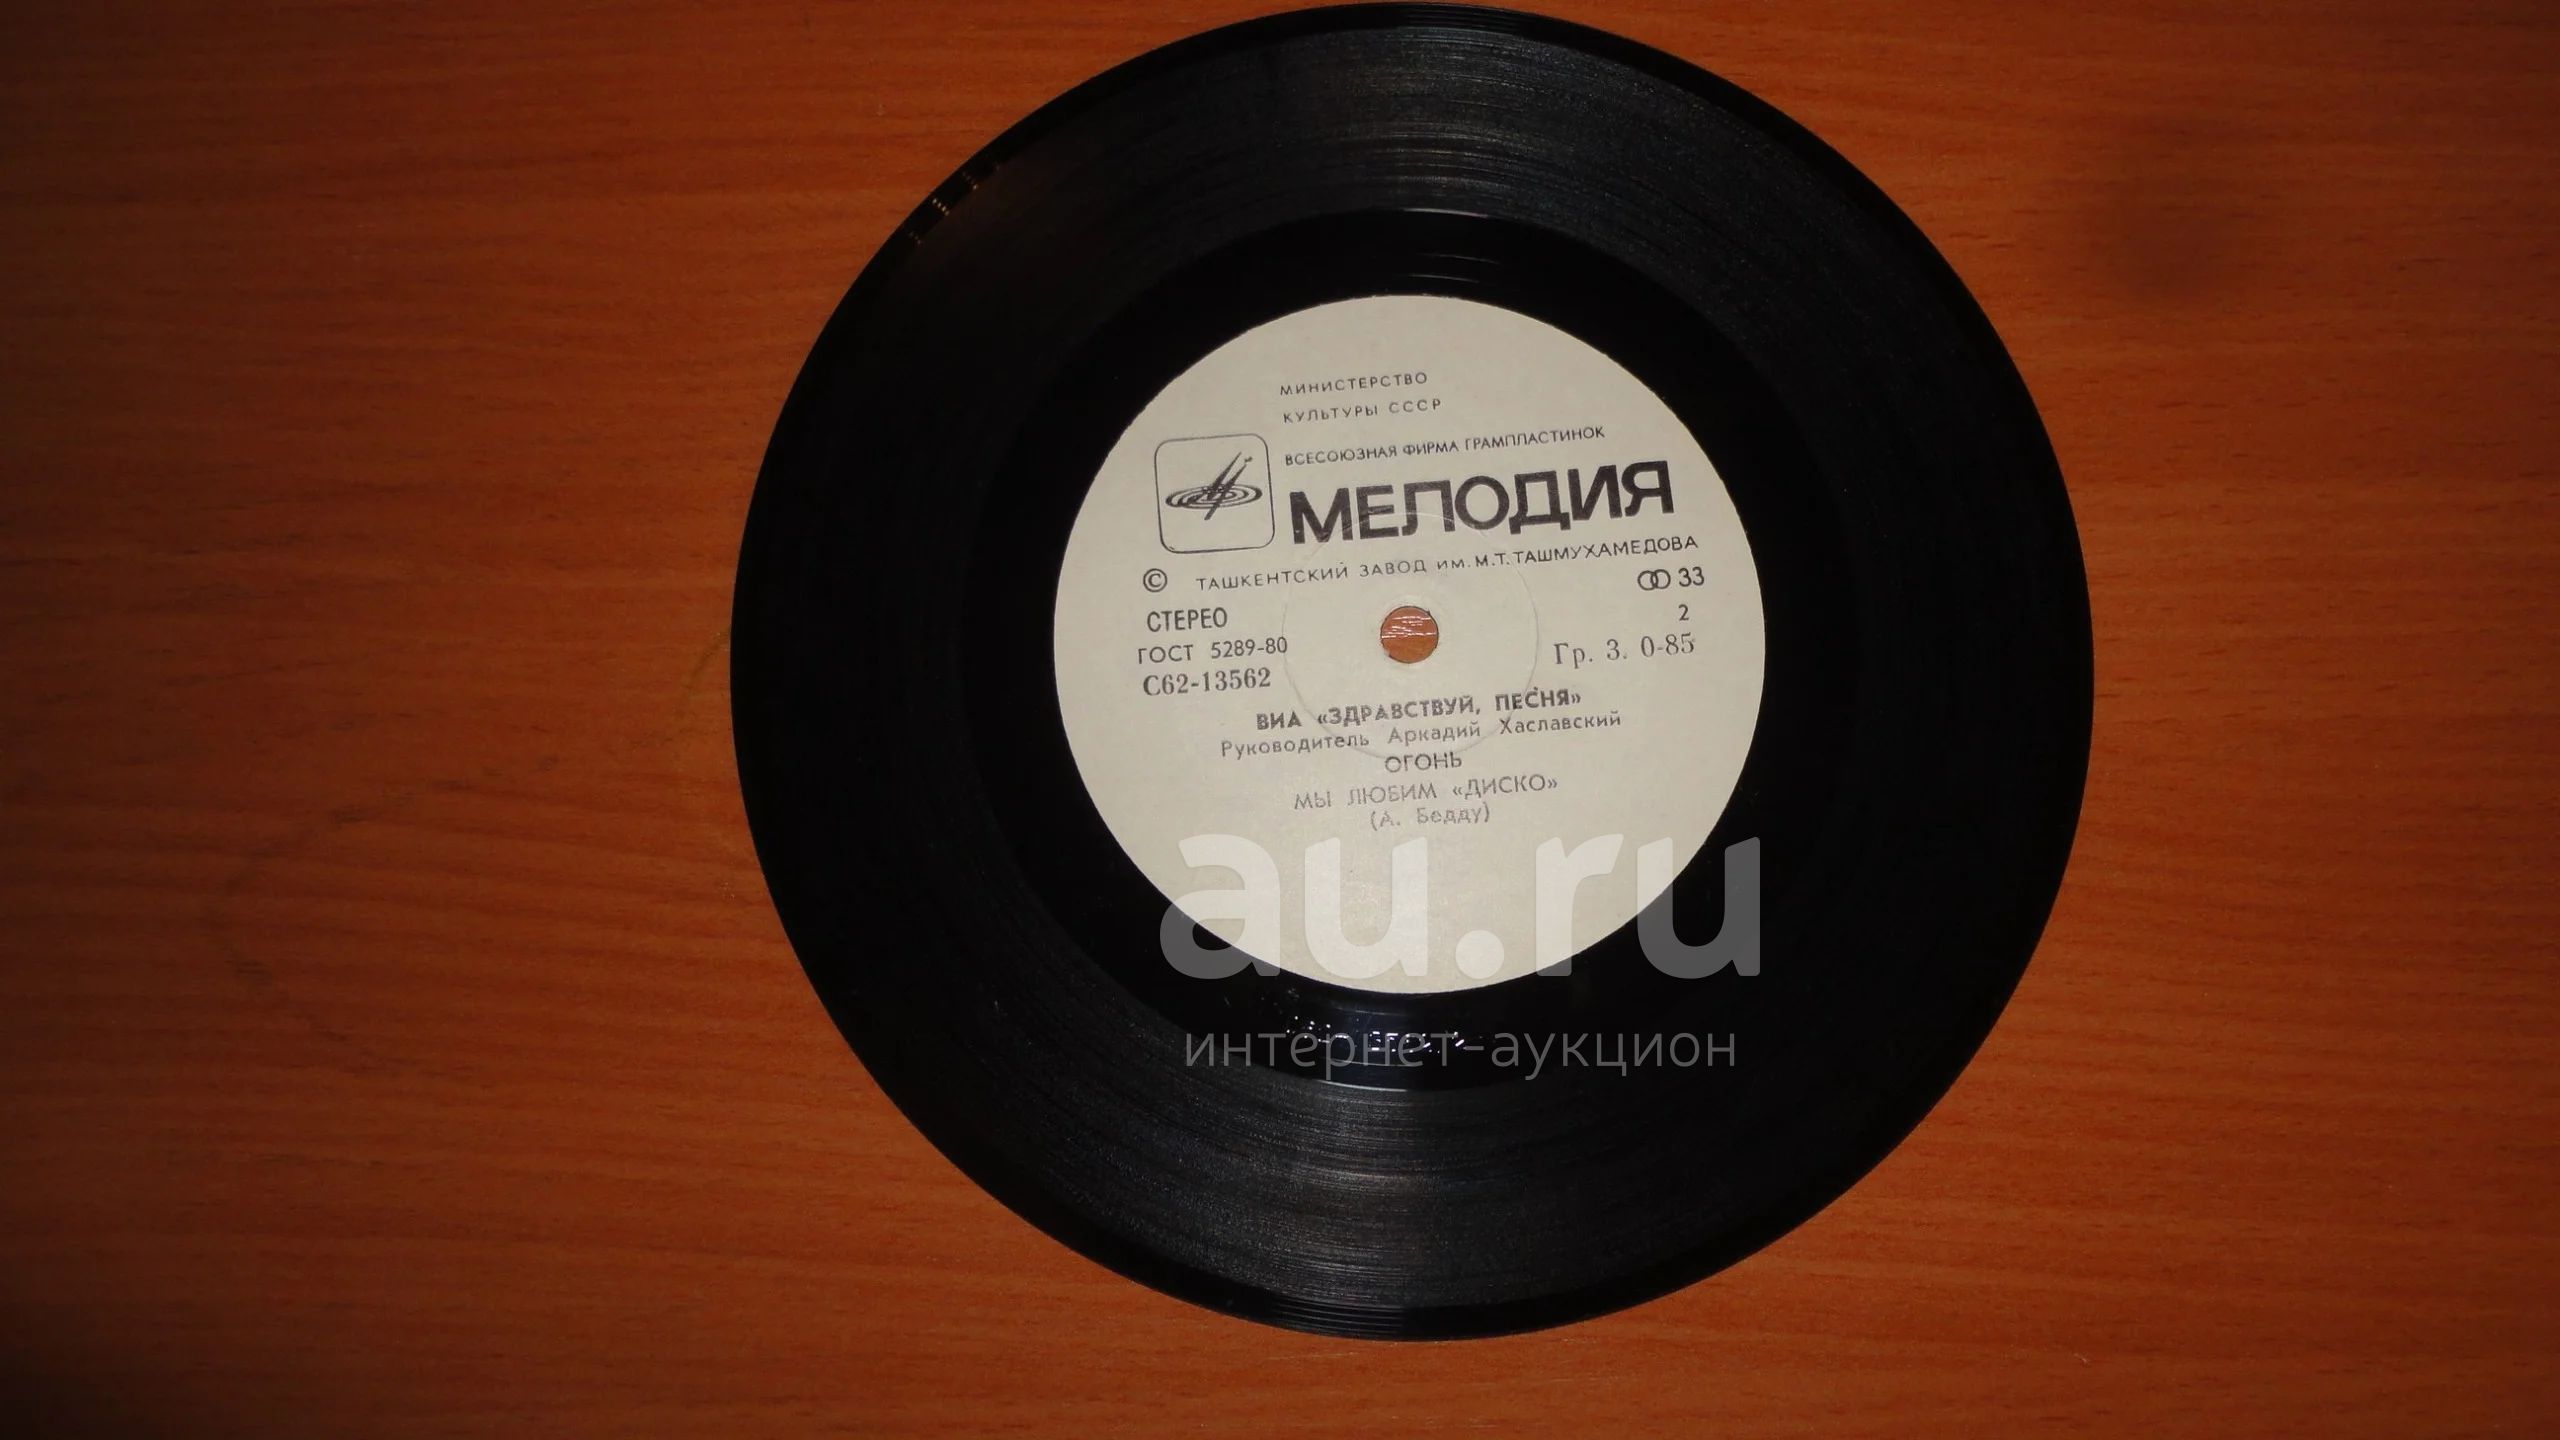 МИНИСТЕРСТВО
КУЛЬТУРЫ СССР
ВСЕСОЮЗНАЯ ФИРМА ГРАМПЛАСТИНОК
МЕЛОДИЯ
© ТАШКЕНТСКИЙ ЗАВОД ИМ. М.Т. ТАШМУХАМЕДОВА
СТЕРЕО 33
2
ГОСТ 5289-80 Гр. 3. 0-85
С62-13562
ВИА «ЗДРАВСТВУЙ, ПЕСНЯ»
Руководитель Аркадий Хаславский
ОГОНЬ
МЫ ЛЮБИМ «ДИСКО»
(А. Бедду)
au.ru
интернет-аукцион